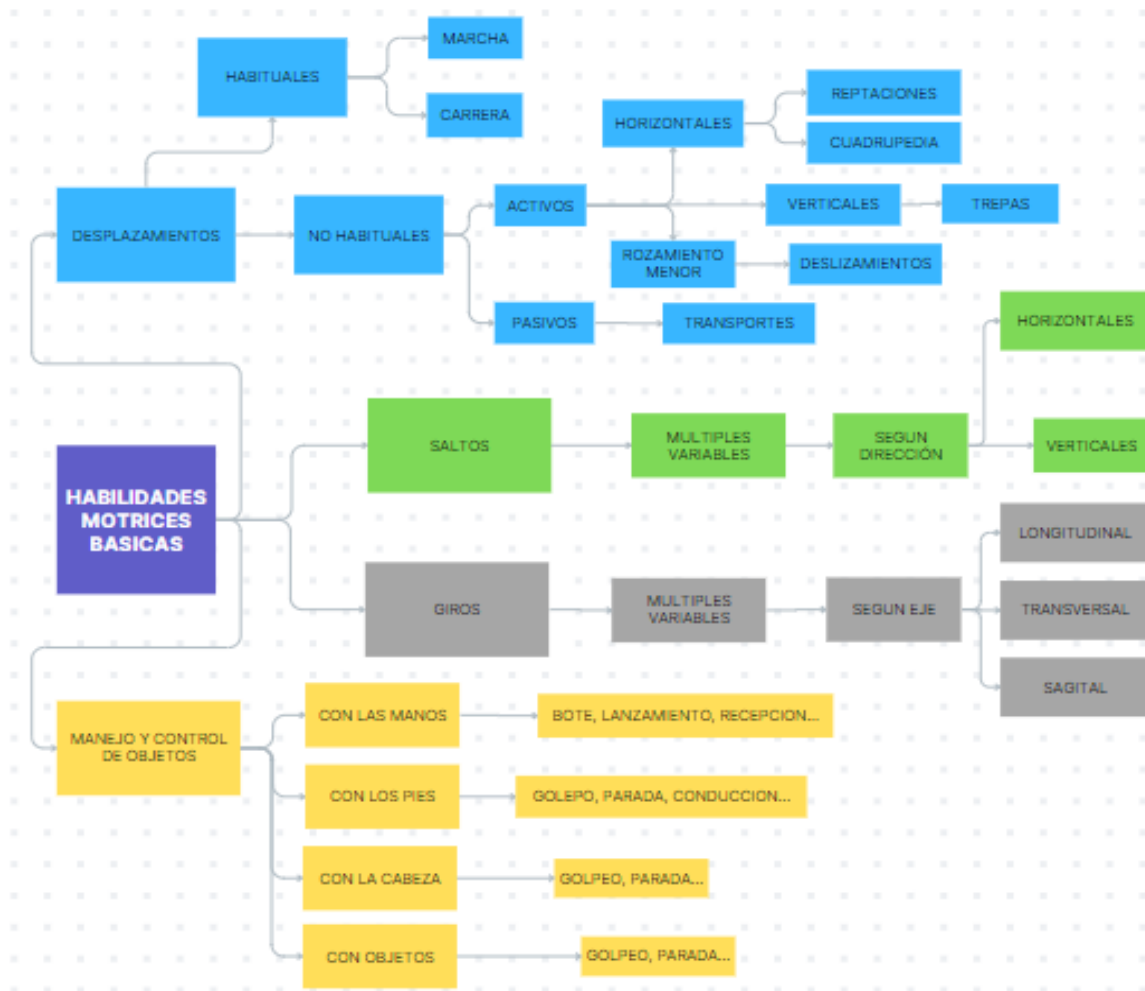 HABITUALES
MARCHA
CARRERA
DESPLAZAMIENTOS
NO HABITUALES
ACTIVOS
HORIZONTALES
REPTACIONES
CUADRUPEDIA
VERTICALES
TREPAS
ROZAMIENTO
MENOR
DESLIZAMIENTOS
PASIVOS
TRANSPORTES
HABILIDADES
MOTRICES
BASICAS
SALTOS
MULTIPLES
VARIABLES
SEGUN
DIRECCIÓN
HORIZONTALES
VERTICALES
GIROS
MULTIPLES
VARIABLES
SEGUN EJE
LONGITUDINAL
TRANSVERSAL
SAGITAL
MANEJO Y CONTROL
DE OBJETOS
CON LAS MANOS
BOTE, LANZAMIENTO, RECEPCION...
CON LOS PIES
GOLEPO, PARADA, CONDUCCION...
CON LA CABEZA
GOLPEO, PARADA...
CON OBJETOS
GOLPEO, PARADA...